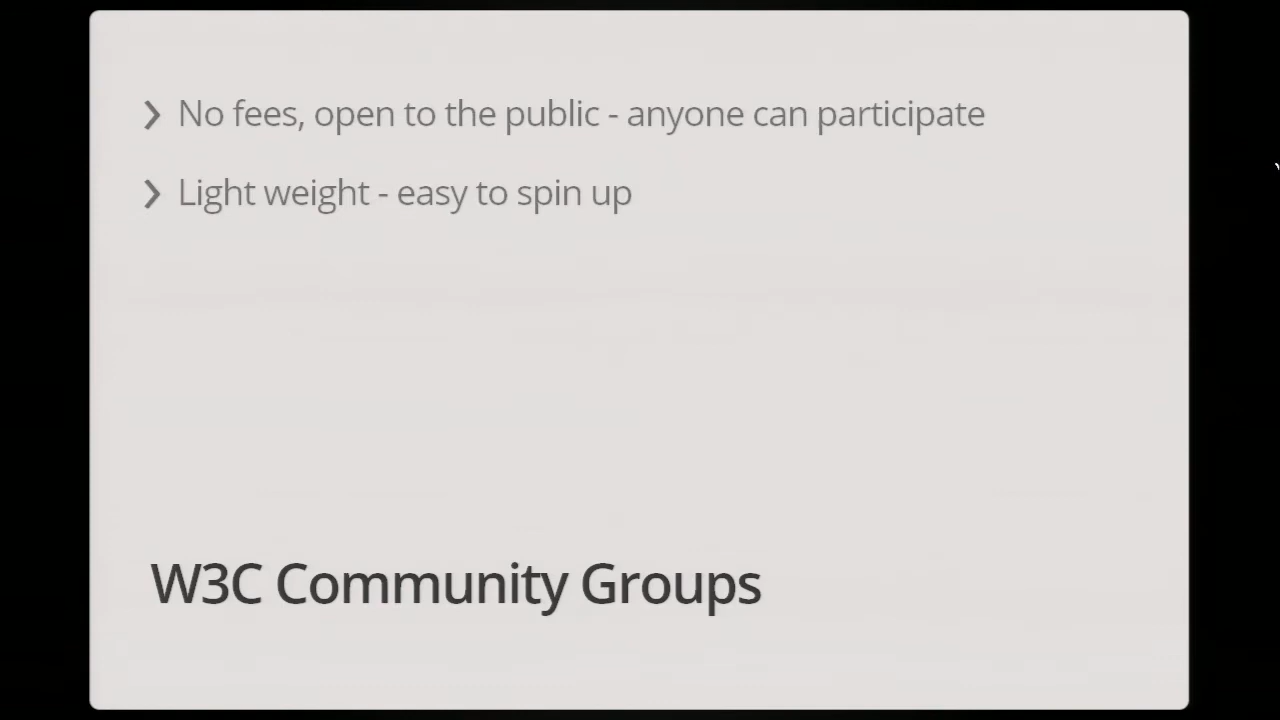 No fees, open to the public - anyone can participate
Light weight - easy to spin up
W3C Community Groups